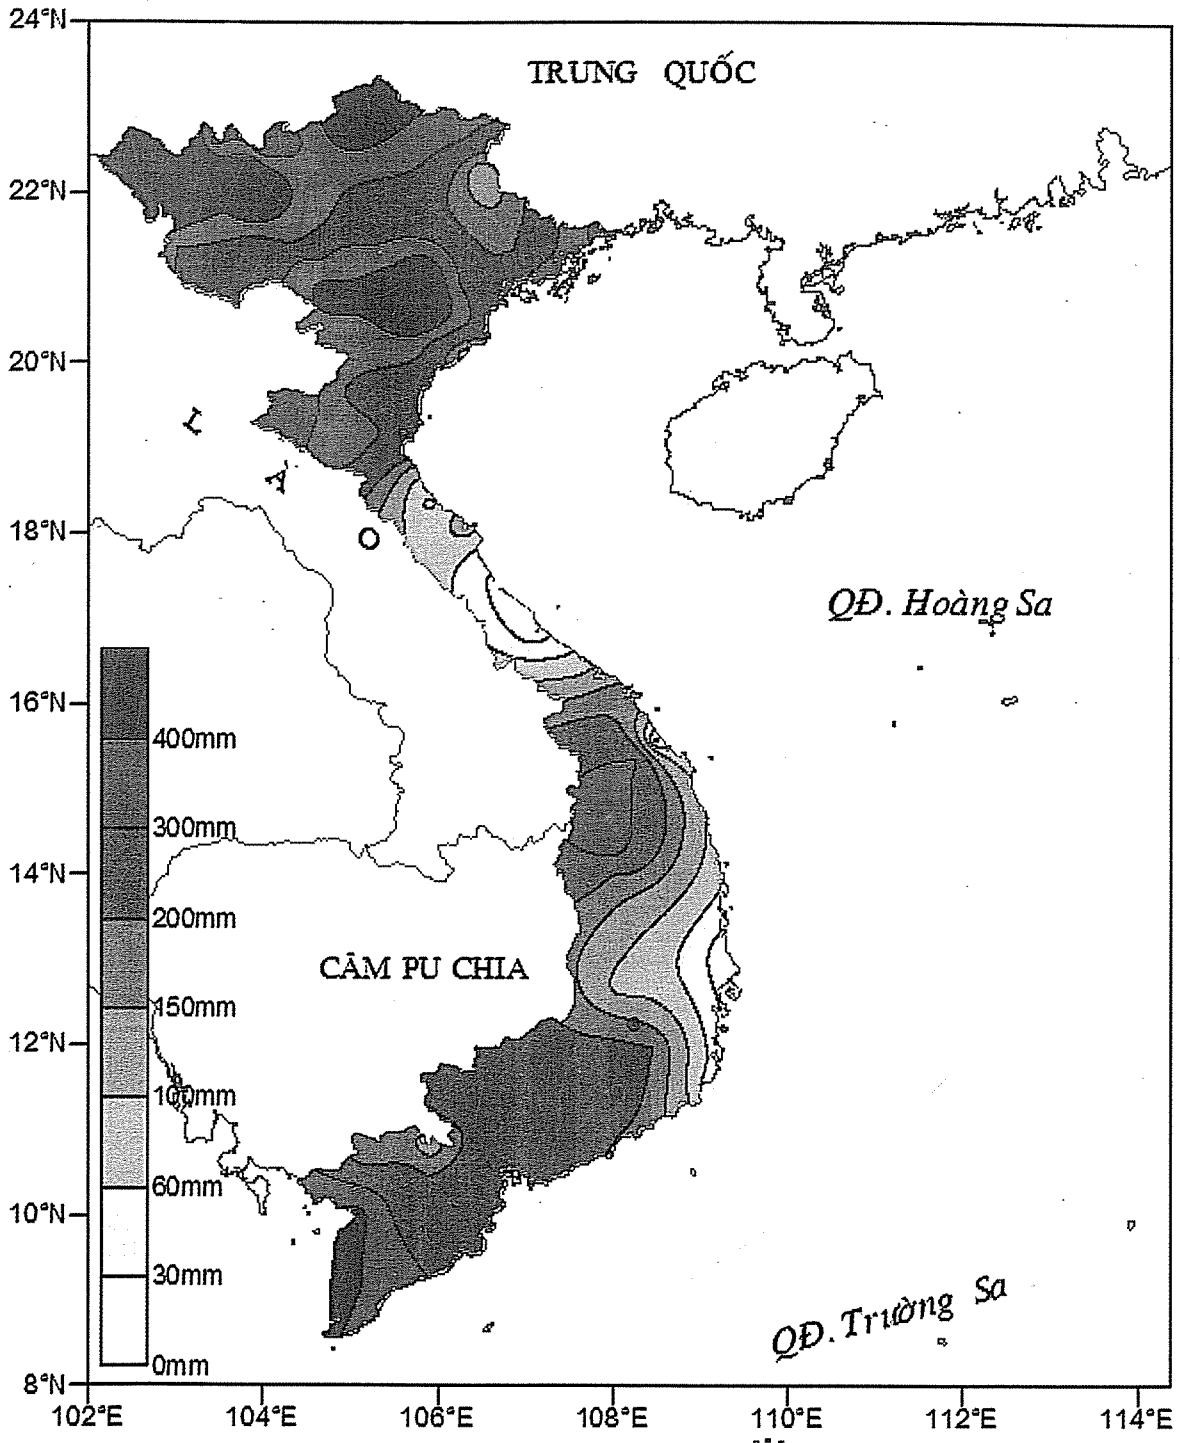 24°N
TRUNG QUỐC
22°N
20°N
L
À
O
18°N
QĐ. Hoàng Sa
16°N
400mm
300mm
14°N
200mm
CĂM PU CHIA
150mm
12°N
100mm
60mm
10°N
30mm
QĐ. Trường Sa
0mm
8°N
102°E 104°E 106°E 108°E 110°E 112°E 114°E